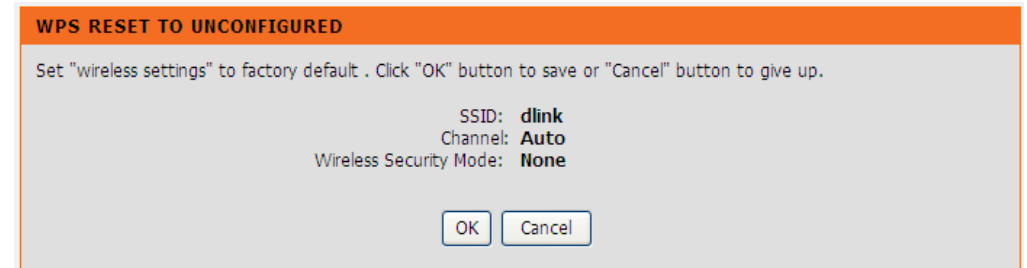 WPS RESET TO UNCONFIGURED
Set "wireless settings" to factory default . Click "OK" button to save or "Cancel" button to give up.
SSID: dlink
Channel: Auto
Wireless Security Mode: None
OK Cancel